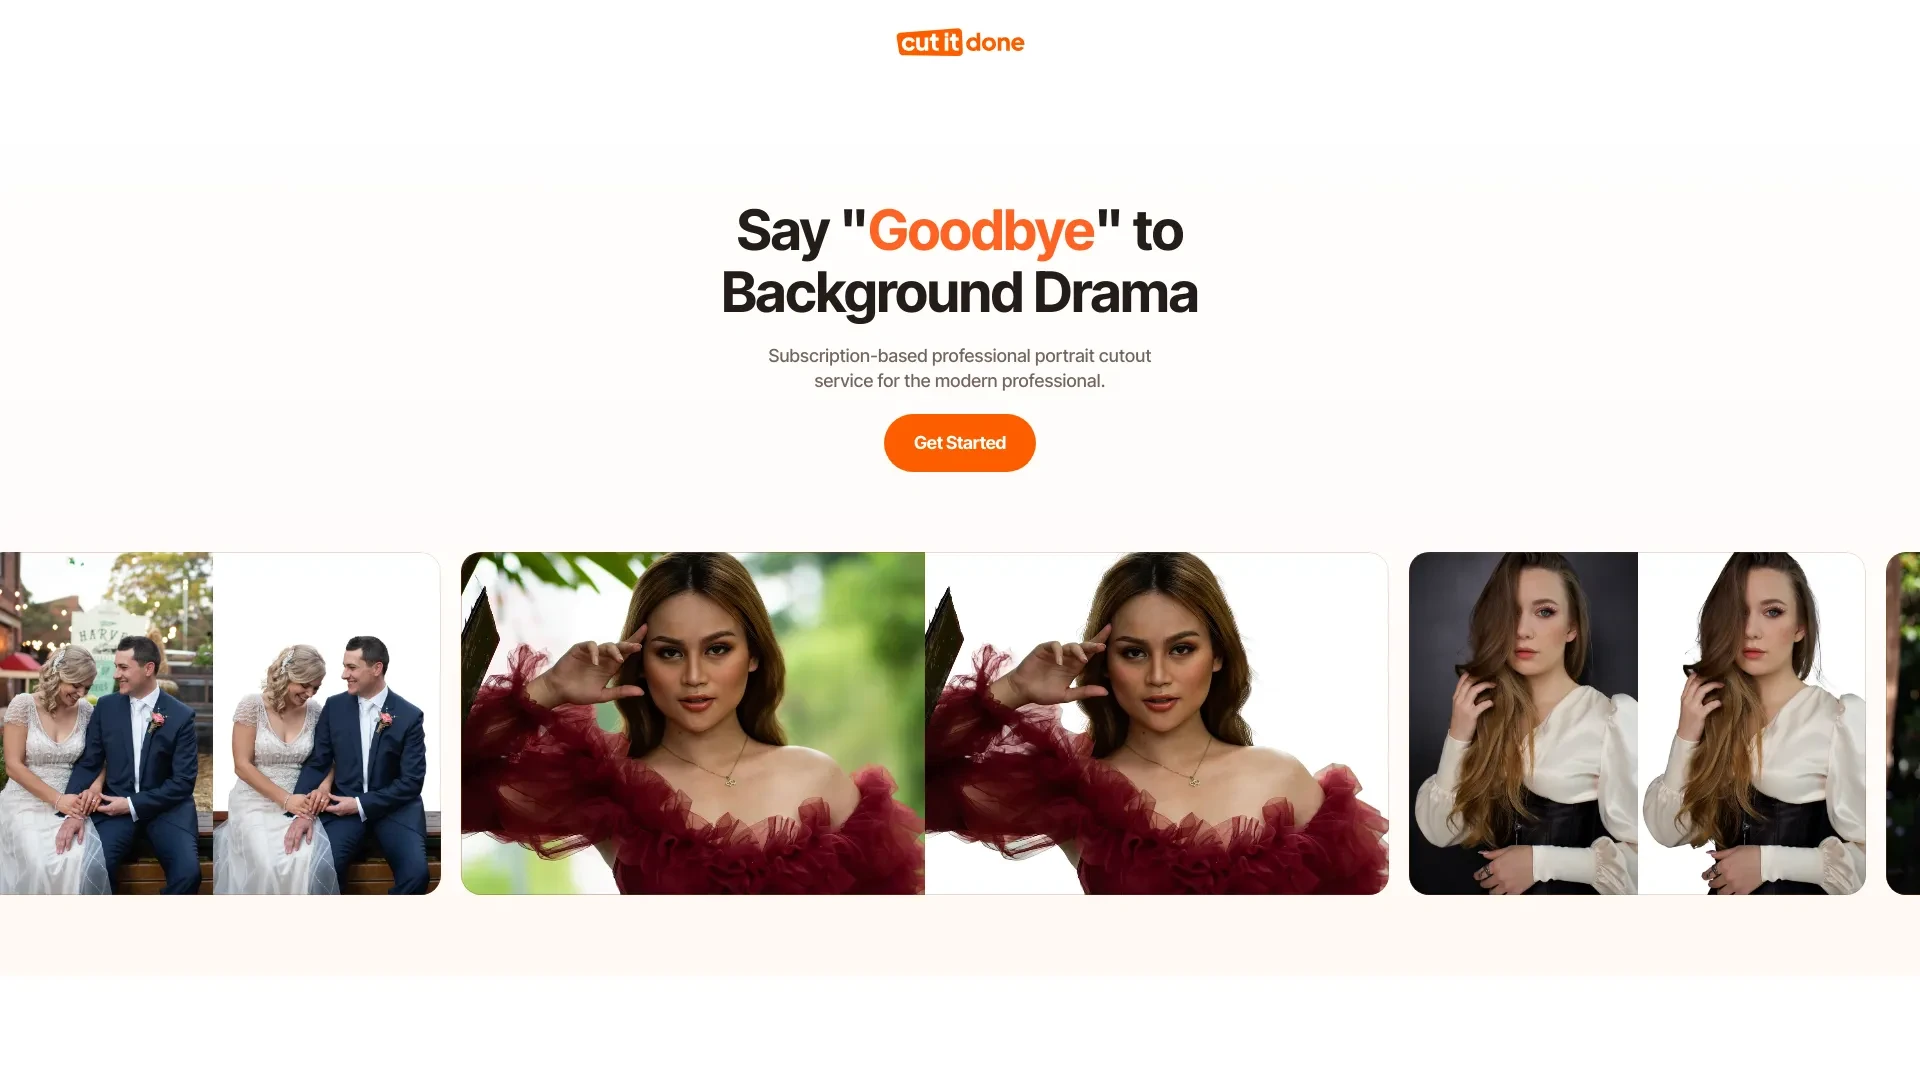 cut it done
Say "Goodbye" to
Background Drama
Subscription-based professional portrait cutout
service for the modern professional.
Get Started